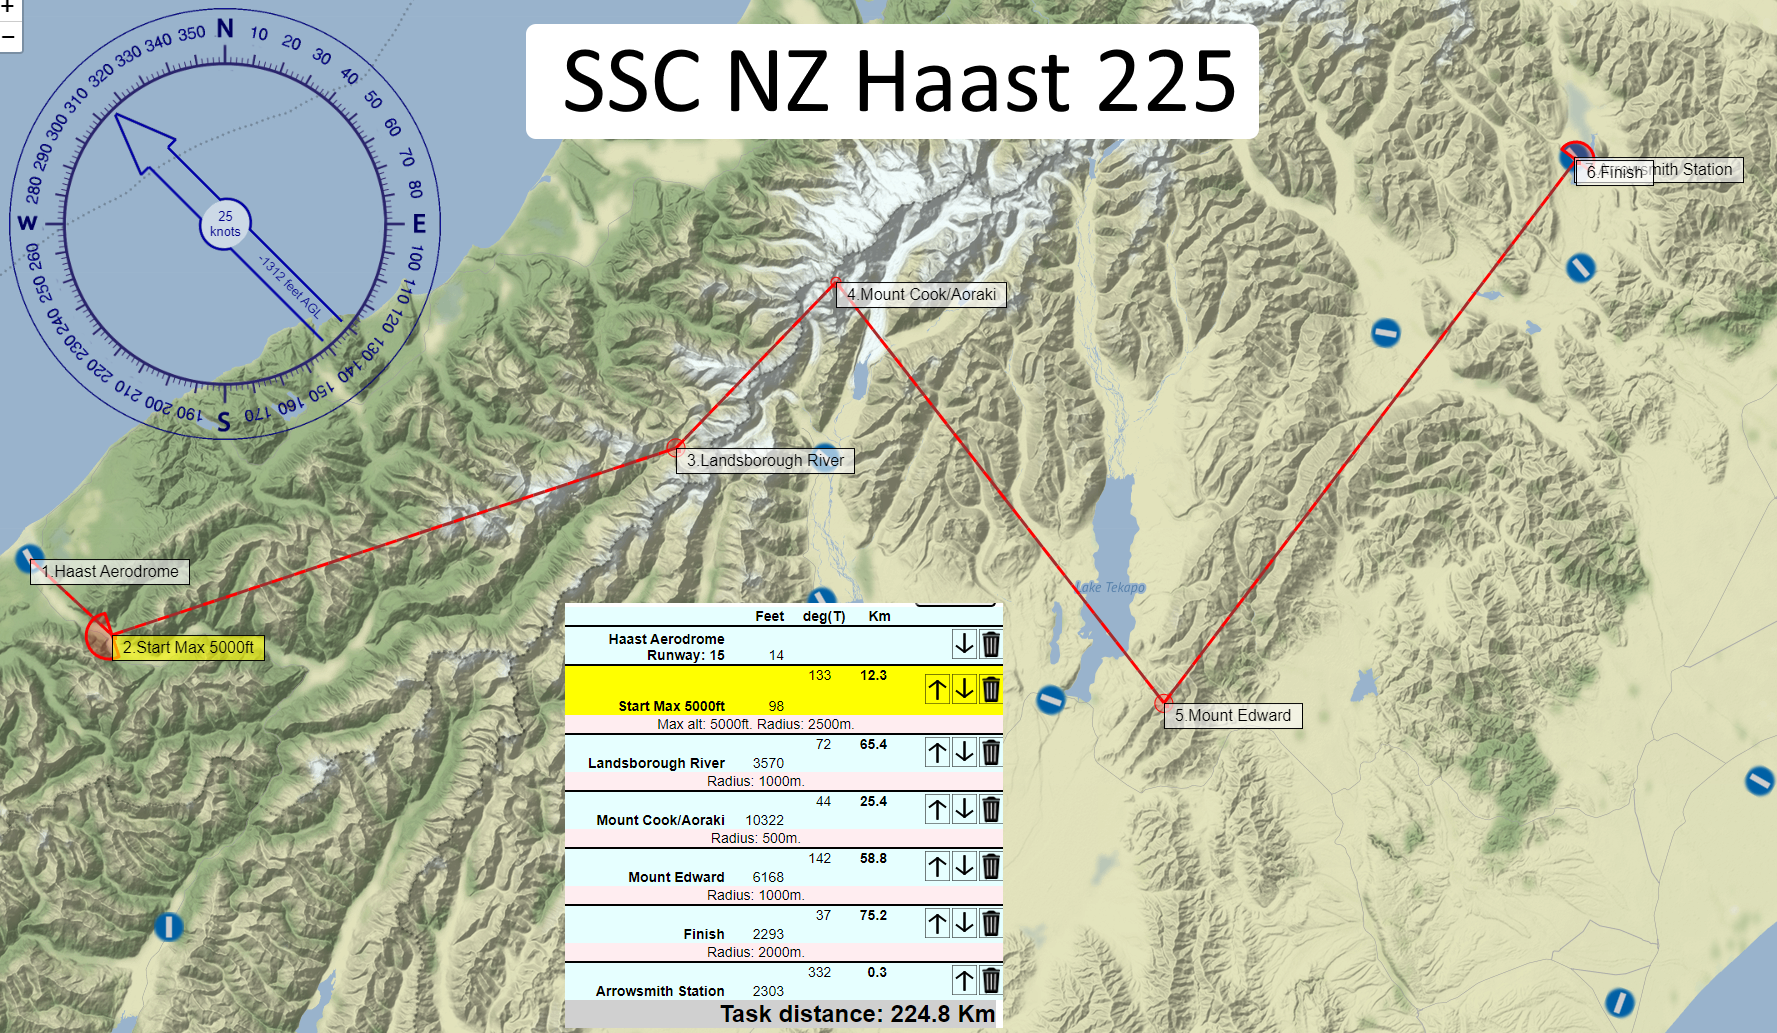 +
−
SSC NZ Haast 225
N
10
20
30
40
50
60
70
80
E
100
110
120
130
140
150
160
170
S
190
200
210
220
230
240
250
260
W
280
290
300
310
320
330
340
350
25
knots
-1312 feet AGL
6.Finish
smith Station
4.Mount Cook/Aoraki
3.Landsborough River
1.Haast Aerodrome
2.Start Max 5000ft
Lake Tekapo
5.Mount Edward
Feet deg(T) Km
Haast Aerodrome
Runway: 15 14
133 12.3
Start Max 5000ft 98
Max alt: 5000ft. Radius: 2500m.
72 65.4
Landsborough River 3570
Radius: 1000m.
44 25.4
Mount Cook/Aoraki 10322
Radius: 500m.
142 58.8
Mount Edward 6168
Radius: 1000m.
37 75.2
Finish 2293
Radius: 2000m.
332 0.3
Arrowsmith Station 2303
Task distance: 224.8 Km